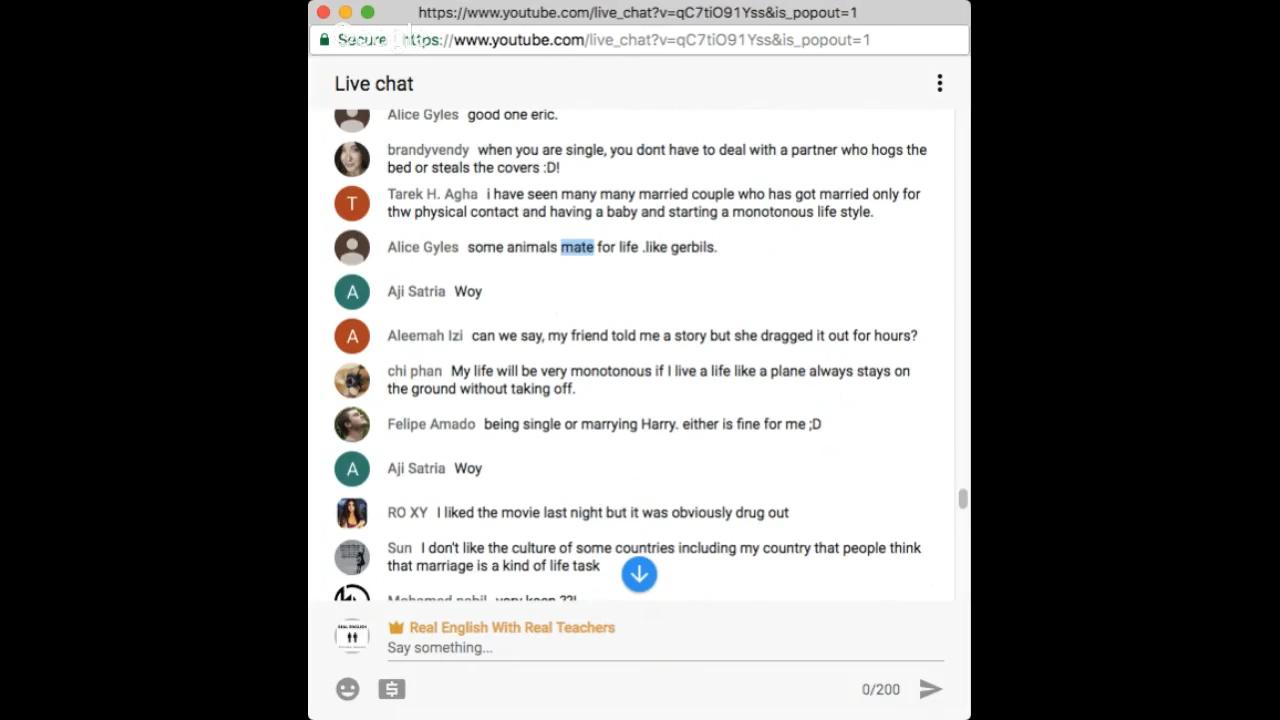 https://www.youtube.com/live_chat?v=qC7tiO91Yss&is_popout=1
Secure https://www.youtube.com/live_chat?v=qC7tiO91Yss&is_popout=1
Live chat
Alice Gyles good one eric.
brandyvendy when you are single, you dont have to deal with a partner who hogs the
bed or steals the covers :D!
T Tarek H. Agha i have seen many many married couple who has got married only for
thw physical contact and having a baby and starting a monotonous life style.
Alice Gyles some animals mate for life .like gerbils.
A Aji Satria Woy
A Aleemah Izi can we say, my friend told me a story but she dragged it out for hours?
chi phan My life will be very monotonous if I live a life like a plane always stays on
the ground without taking off.
Felipe Amado being single or marrying Harry. either is fine for me ;D
A Aji Satria Woy
RO XY I liked the movie last night but it was obviously drug out
Sun I don't like the culture of some countries including my country that people think
that marriage is a kind of life task
Mohamed nabil very keen ??!
REAL ENGLISH
Real English With Real Teachers
Say something...
0/200